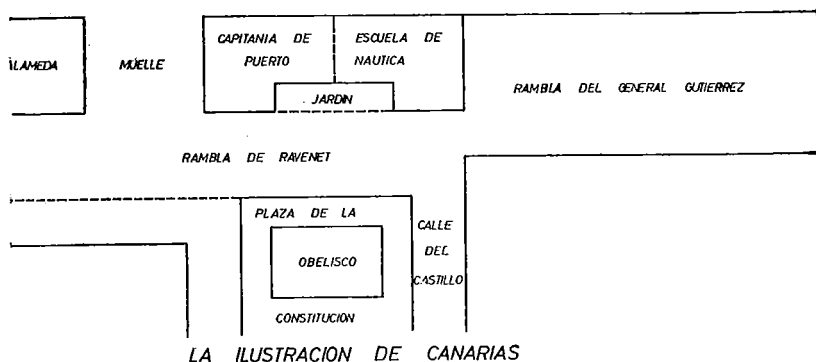 ALAMEDA
MUELLE
CAPITANIA DE
PUERTO
ESCUELA DE
NAUTICA
JARDIN
RAMBLA DEL GENERAL GUTIERREZ
RAMBLA DE RAVENET
PLAZA DE LA
OBELISCO
CONSTITUCION
CALLE
DEL
CASTILLO
LA ILUSTRACION DE CANARIAS